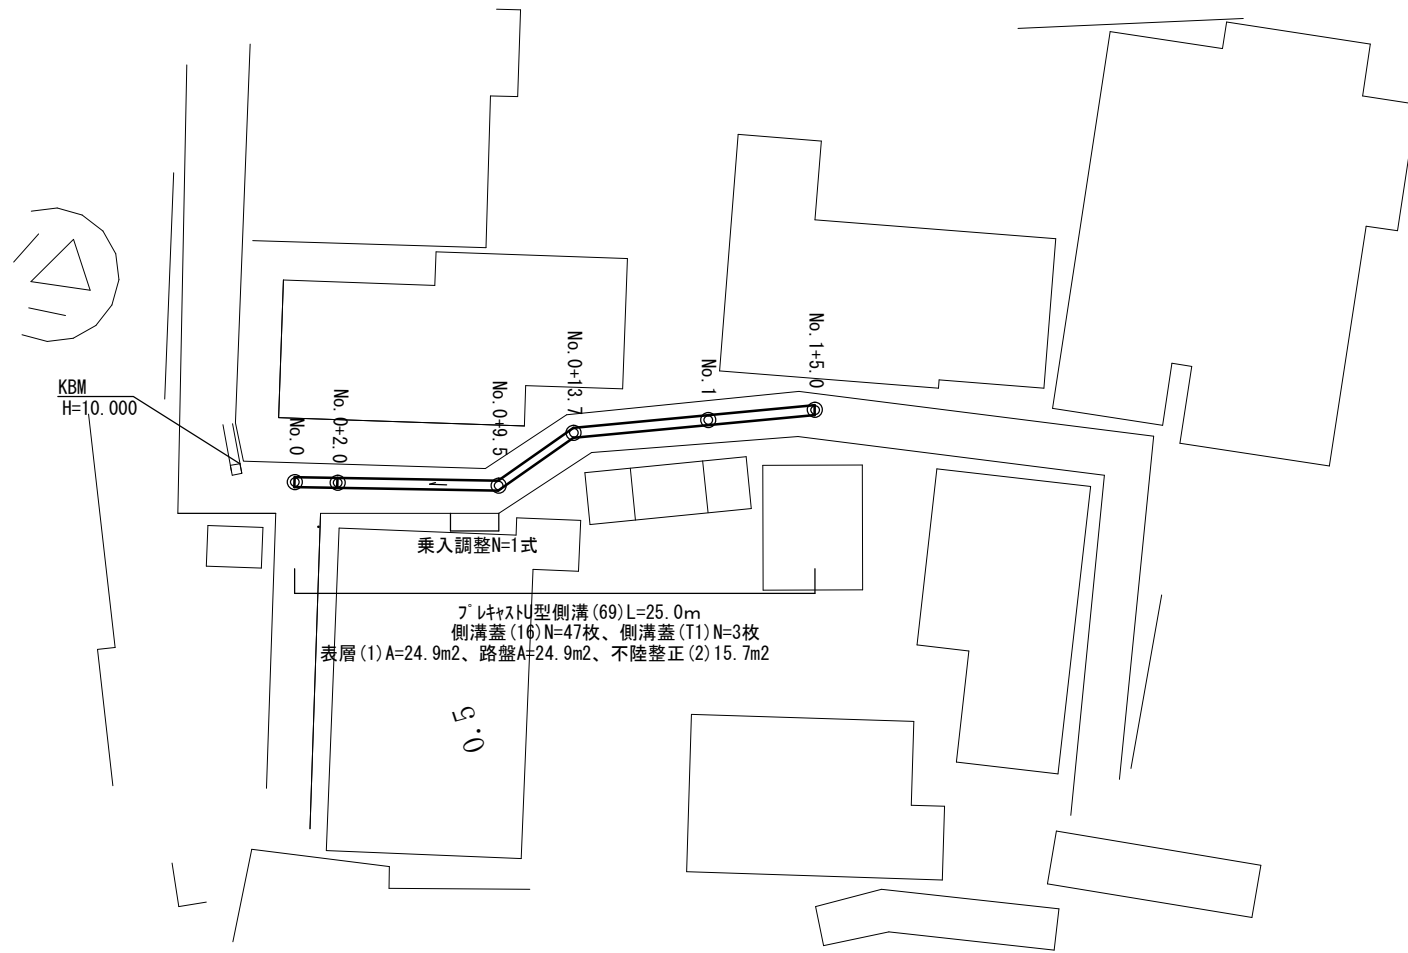 No. 1+5.0
No. 0+13.7
No. 1
KBM
H=10.000
No. 0+2.0
No. 0+9.5
No. 0
乗入調整N=1式
ﾌﾟﾚｷｬｽﾄU型側溝(69)L=25.0m
側溝蓋(16)N=47枚、側溝蓋(T1)N=3枚
表層(1)A=24.9m2、路盤A=24.9m2、不陸整正(2)15.7m2
0.5